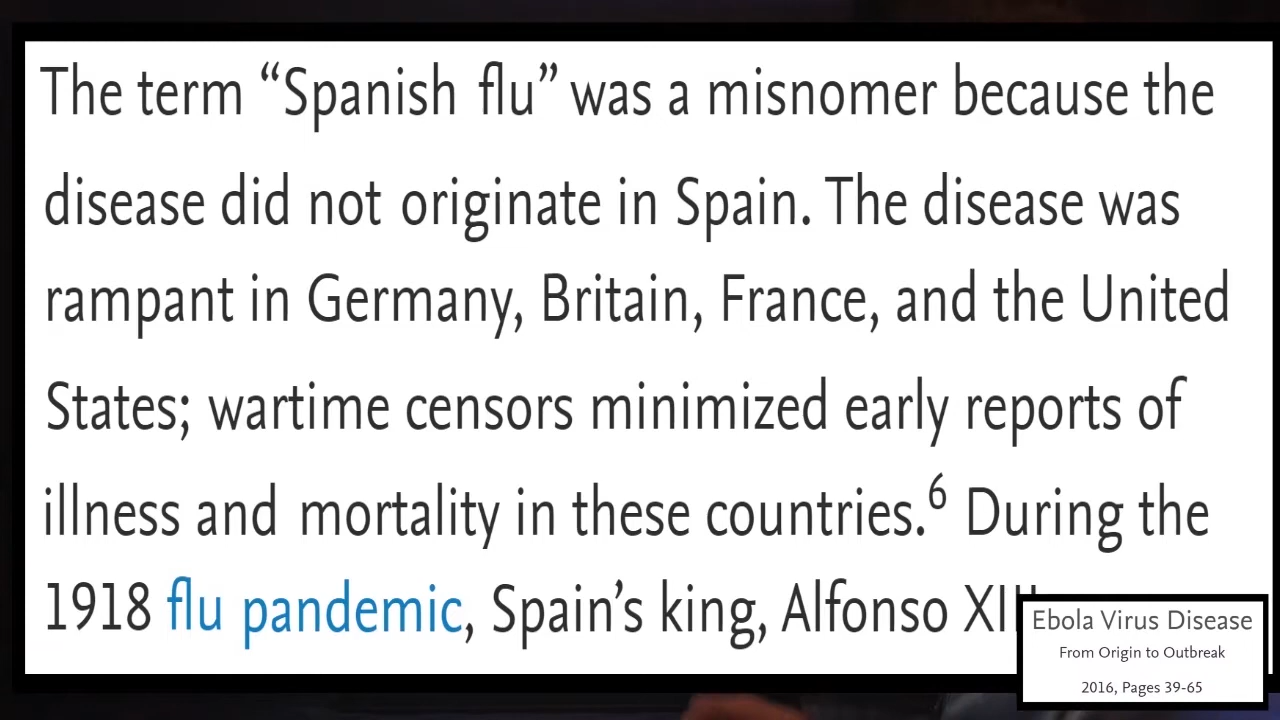 The term “Spanish flu” was a misnomer because the
disease did not originate in Spain. The disease was
rampant in Germany, Britain, France, and the United
States; wartime censors minimized early reports of
illness and mortality in these countries.⁶ During the
1918 flu pandemic, Spain’s king, Alfonso
Ebola Virus Disease
From Origin to Outbreak
2016, Pages 39-65